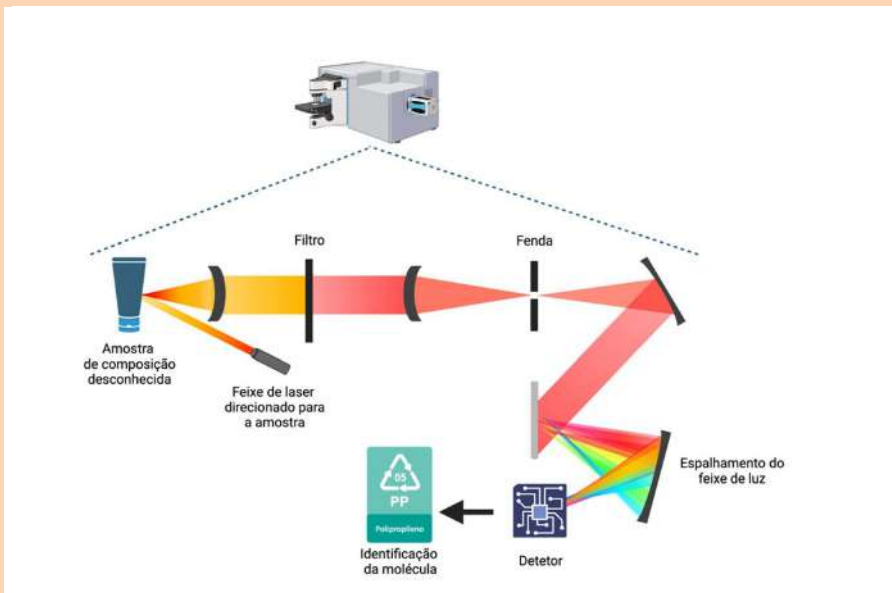 Filtro
Fenda
Amostra
de composição
desconhecida
Feixe de laser
direcionado para
a amostra
Espalhamento do
feixe de luz
05
PP
Polipropileno
Identificação
da molécula
Detetor